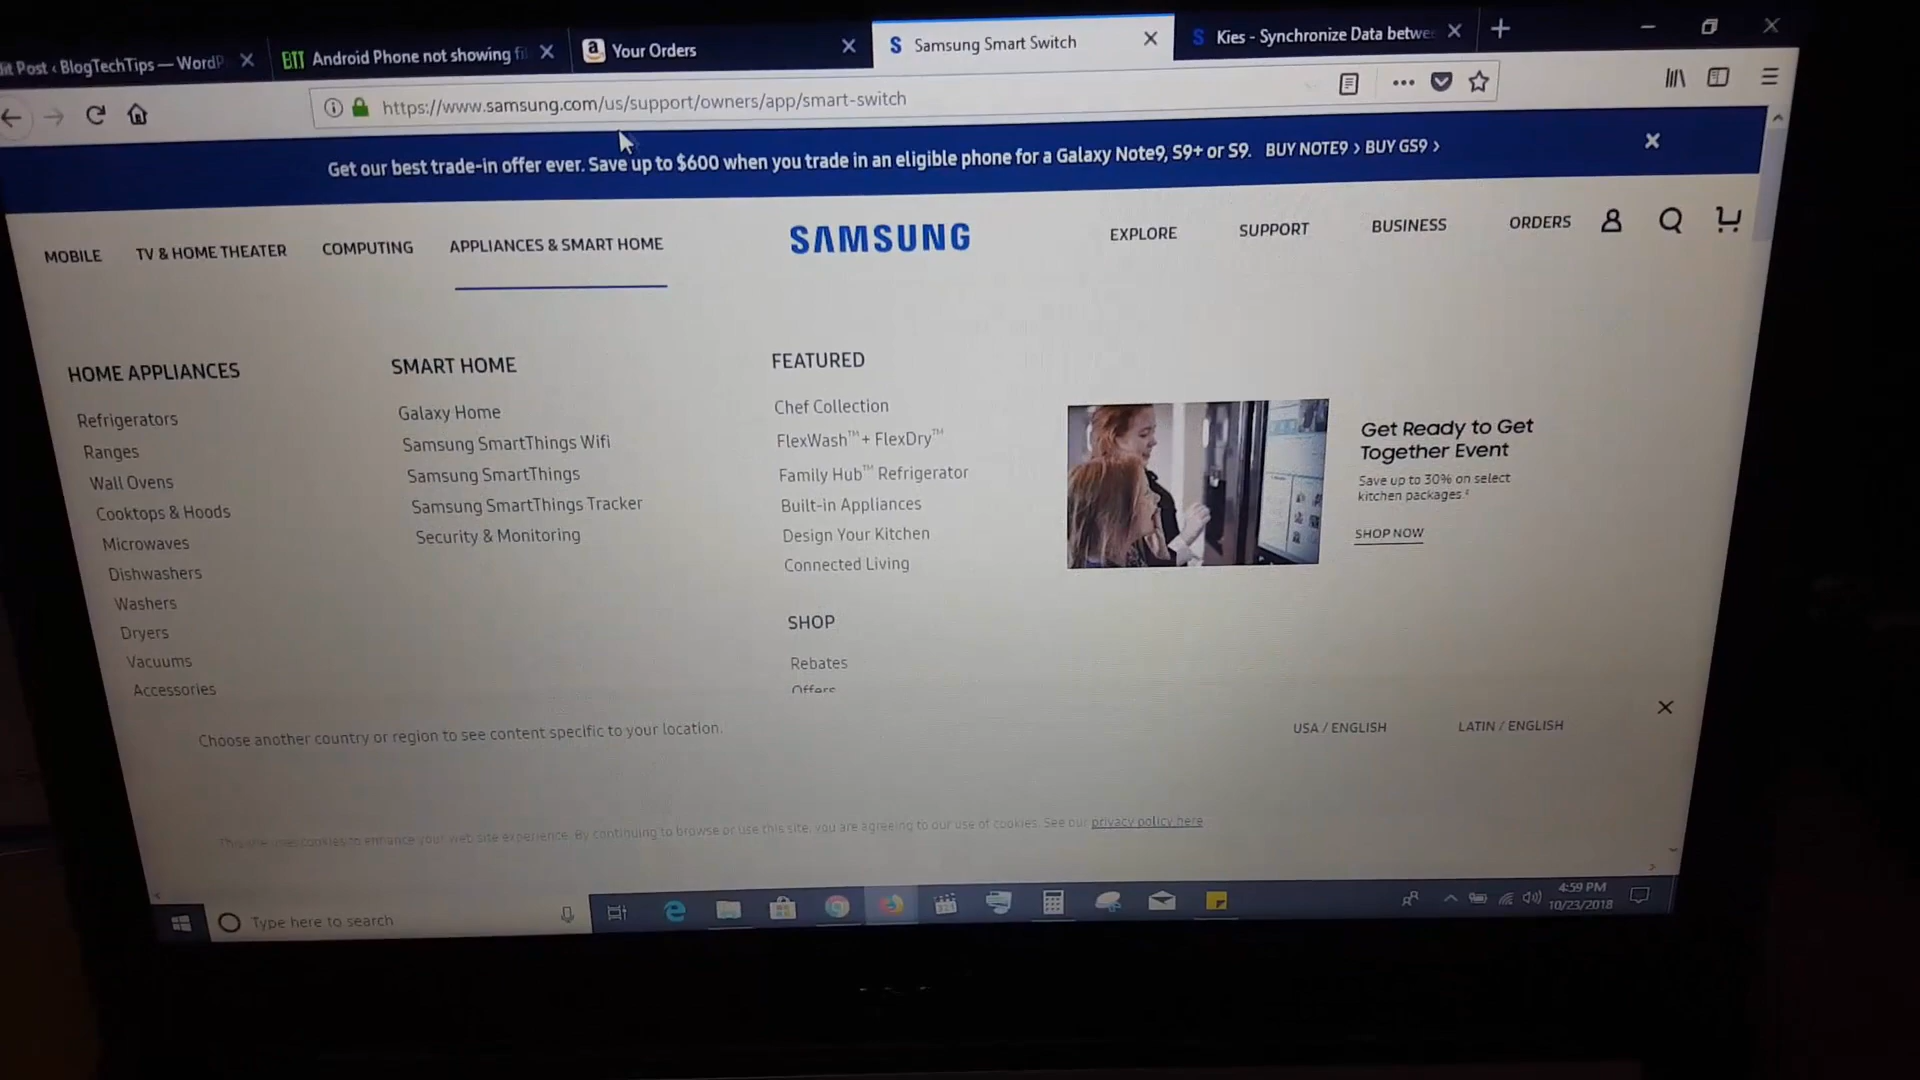 it Post ‹ BlogTechTips — WordP
BTT Android Phone not showing fi
a Your Orders
S Samsung Smart Switch
S Kies - Synchronize Data betwe
https://www.samsung.com/us/support/owners/app/smart-switch
Get our best trade-in offer ever. Save up to $600 when you trade in an eligible phone for a Galaxy Note9, S9+ or S9. BUY NOTE9 › BUY GS9 ›
MOBILE
TV & HOME THEATER
COMPUTING
APPLIANCES & SMART HOME
SAMSUNG
EXPLORE
SUPPORT
BUSINESS
ORDERS
HOME APPLIANCES
Refrigerators
Ranges
Wall Ovens
Cooktops & Hoods
Microwaves
Dishwashers
Washers
Dryers
Vacuums
Accessories
SMART HOME
Galaxy Home
Samsung SmartThings Wifi
Samsung SmartThings
Samsung SmartThings Tracker
Security & Monitoring
FEATURED
Chef Collection
FlexWash™ + FlexDry™
Family Hub™ Refrigerator
Built-in Appliances
Design Your Kitchen
Connected Living
SHOP
Rebates
Offers
Get Ready to Get
Together Event
Save up to 30% on select
kitchen packages.
SHOP NOW
Choose another country or region to see content specific to your location.
USA / ENGLISH
LATIN / ENGLISH
This site uses cookies to enhance your web site experience. By continuing to browse or use this site, you are agreeing to our use of cookies. See our privacy policy here
Type here to search
4:59 PM
10/23/2018